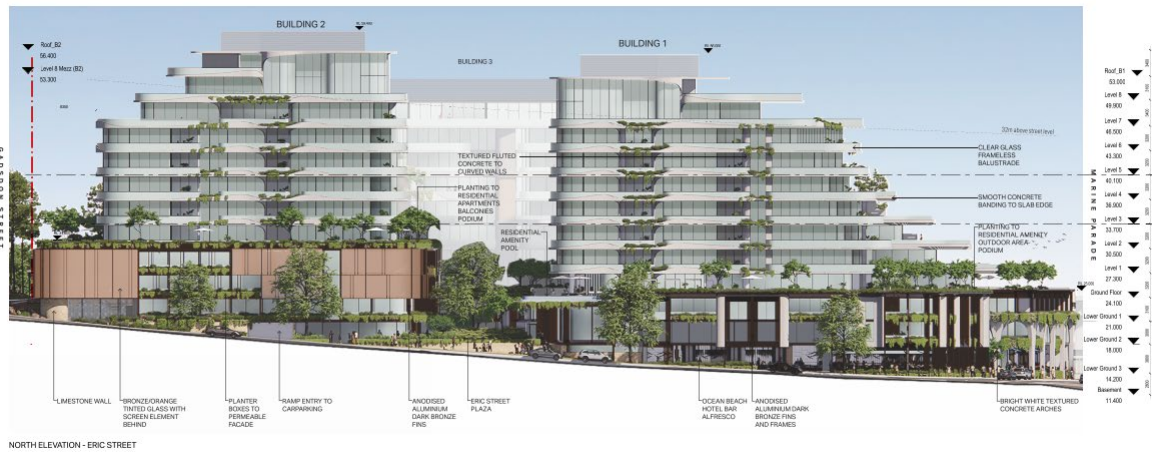 BUILDING 2
BUILDING 1
BUILDING 3
Roof_B2
56.400
Level 8 Mezz (B2)
53.300
GADSDON STREET
TEXTURED FLUTED
CONCRETE TO
CURVED WALLS
PLANTING TO
RESIDENTIAL
APARTMENTS
BALCONIES
PODIUM
RESIDENTIAL
AMENITY
POOL
32m above street level
CLEAR GLASS
FRAMELESS
BALUSTRADE
SMOOTH CONCRETE
BANDING TO SLAB EDGE
PLANTING TO
RESIDENTIAL AMENITY
OUTDOOR AREA
PODIUM
MARINE PARADE
Roof_B1
53.000
Level 8
49.900
Level 7
46.500
Level 6
43.300
Level 5
40.100
Level 4
36.900
Level 3
33.700
Level 2
30.500
Level 1
27.300
Ground Floor
24.100
Lower Ground 1
21.000
Lower Ground 2
18.000
Lower Ground 3
14.200
Basement
11.400
LIMESTONE WALL
BRONZE/ORANGE
TINTED GLASS WITH
SCREEN ELEMENT
BEHIND
PLANTER
BOXES TO
PERMEABLE
FACADE
RAMP ENTRY TO
CARPARKING
ANODISED
ALUMINIUM
DARK BRONZE
FINS
ERIC STREET
PLAZA
OCEAN BEACH
HOTEL BAR
ALFRESCO
ANODISED
ALUMINIUM DARK
BRONZE FINS
AND FRAMES
BRIGHT WHITE TEXTURED
CONCRETE ARCHES
NORTH ELEVATION - ERIC STREET